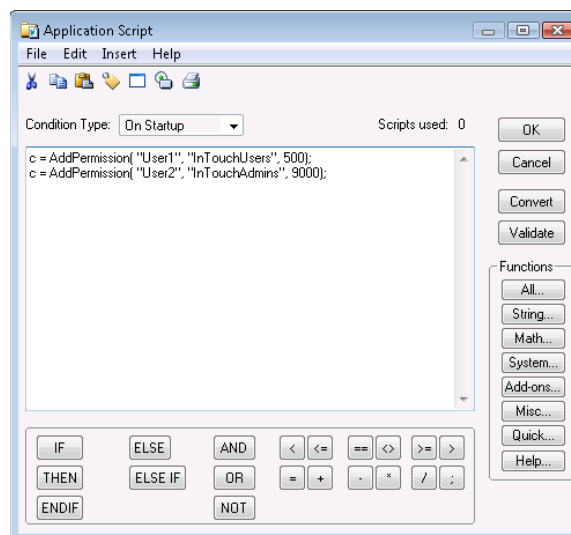 Application Script
File Edit Insert Help
Condition Type: On Startup Scripts used: 0
c = AddPermission( "User1", "InTouchUsers", 500);
c = AddPermission( "User2", "InTouchAdmins", 9000);
OK
Cancel
Convert
Validate
Functions
All...
String...
Math...
System...
Add-ons...
Misc...
Quick...
Help...
IF ELSE AND < <= == <> >= >
THEN ELSE IF OR = + - * / ;
ENDIF NOT